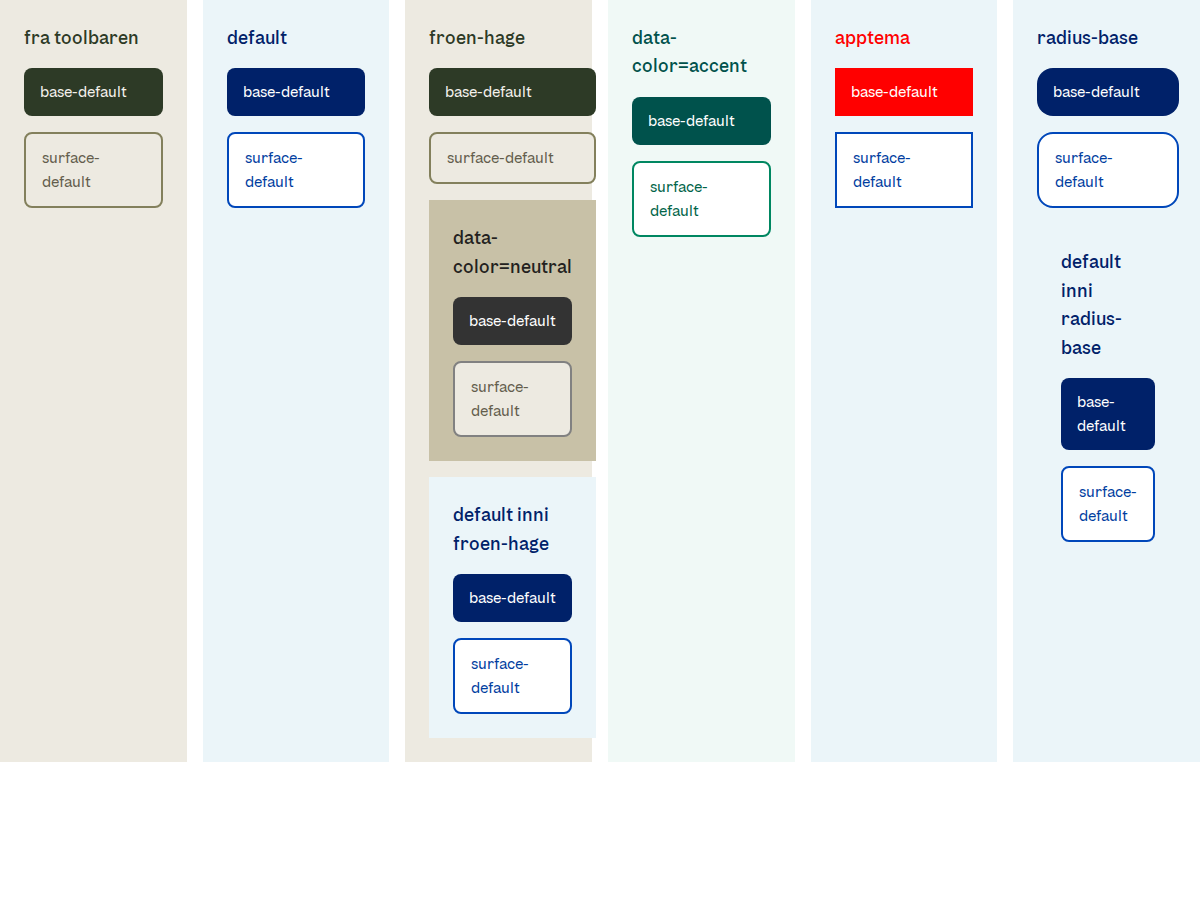 fra toolbaren
base-default
surface-
default
default
base-default
surface-
default
froen-hage
base-default
surface-default
data-
color=neutral
base-default
surface-
default
default inni
froen-hage
base-default
surface-
default
data-
color=accent
base-default
surface-
default
apptema
base-default
surface-
default
radius-base
base-default
surface-
default
default
inni
radius-
base
base-
default
surface-
default